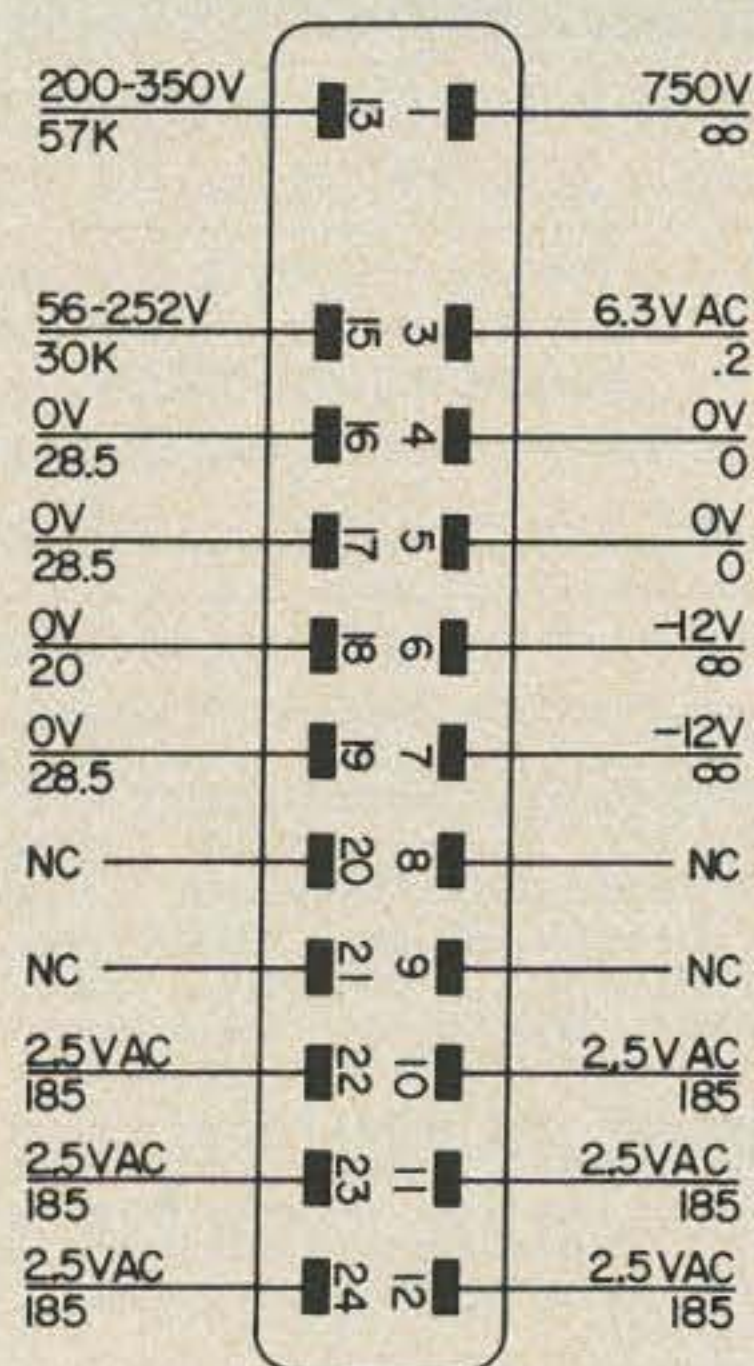 200-350V 13 1 750V
57K ∞
56-252V 15 3 6.3V AC
30K .2
0V 16 4 0V
28.5 0
0V 17 5 0V
28.5 0
0V 18 6 -12V
20 ∞
0V 19 7 -12V
28.5 ∞
NC 20 8 NC
NC 21 9 NC
2.5VAC 22 10 2.5VAC
185 185
2.5VAC 23 11 2.5VAC
185 185
2.5VAC 24 12 2.5VAC
185 185